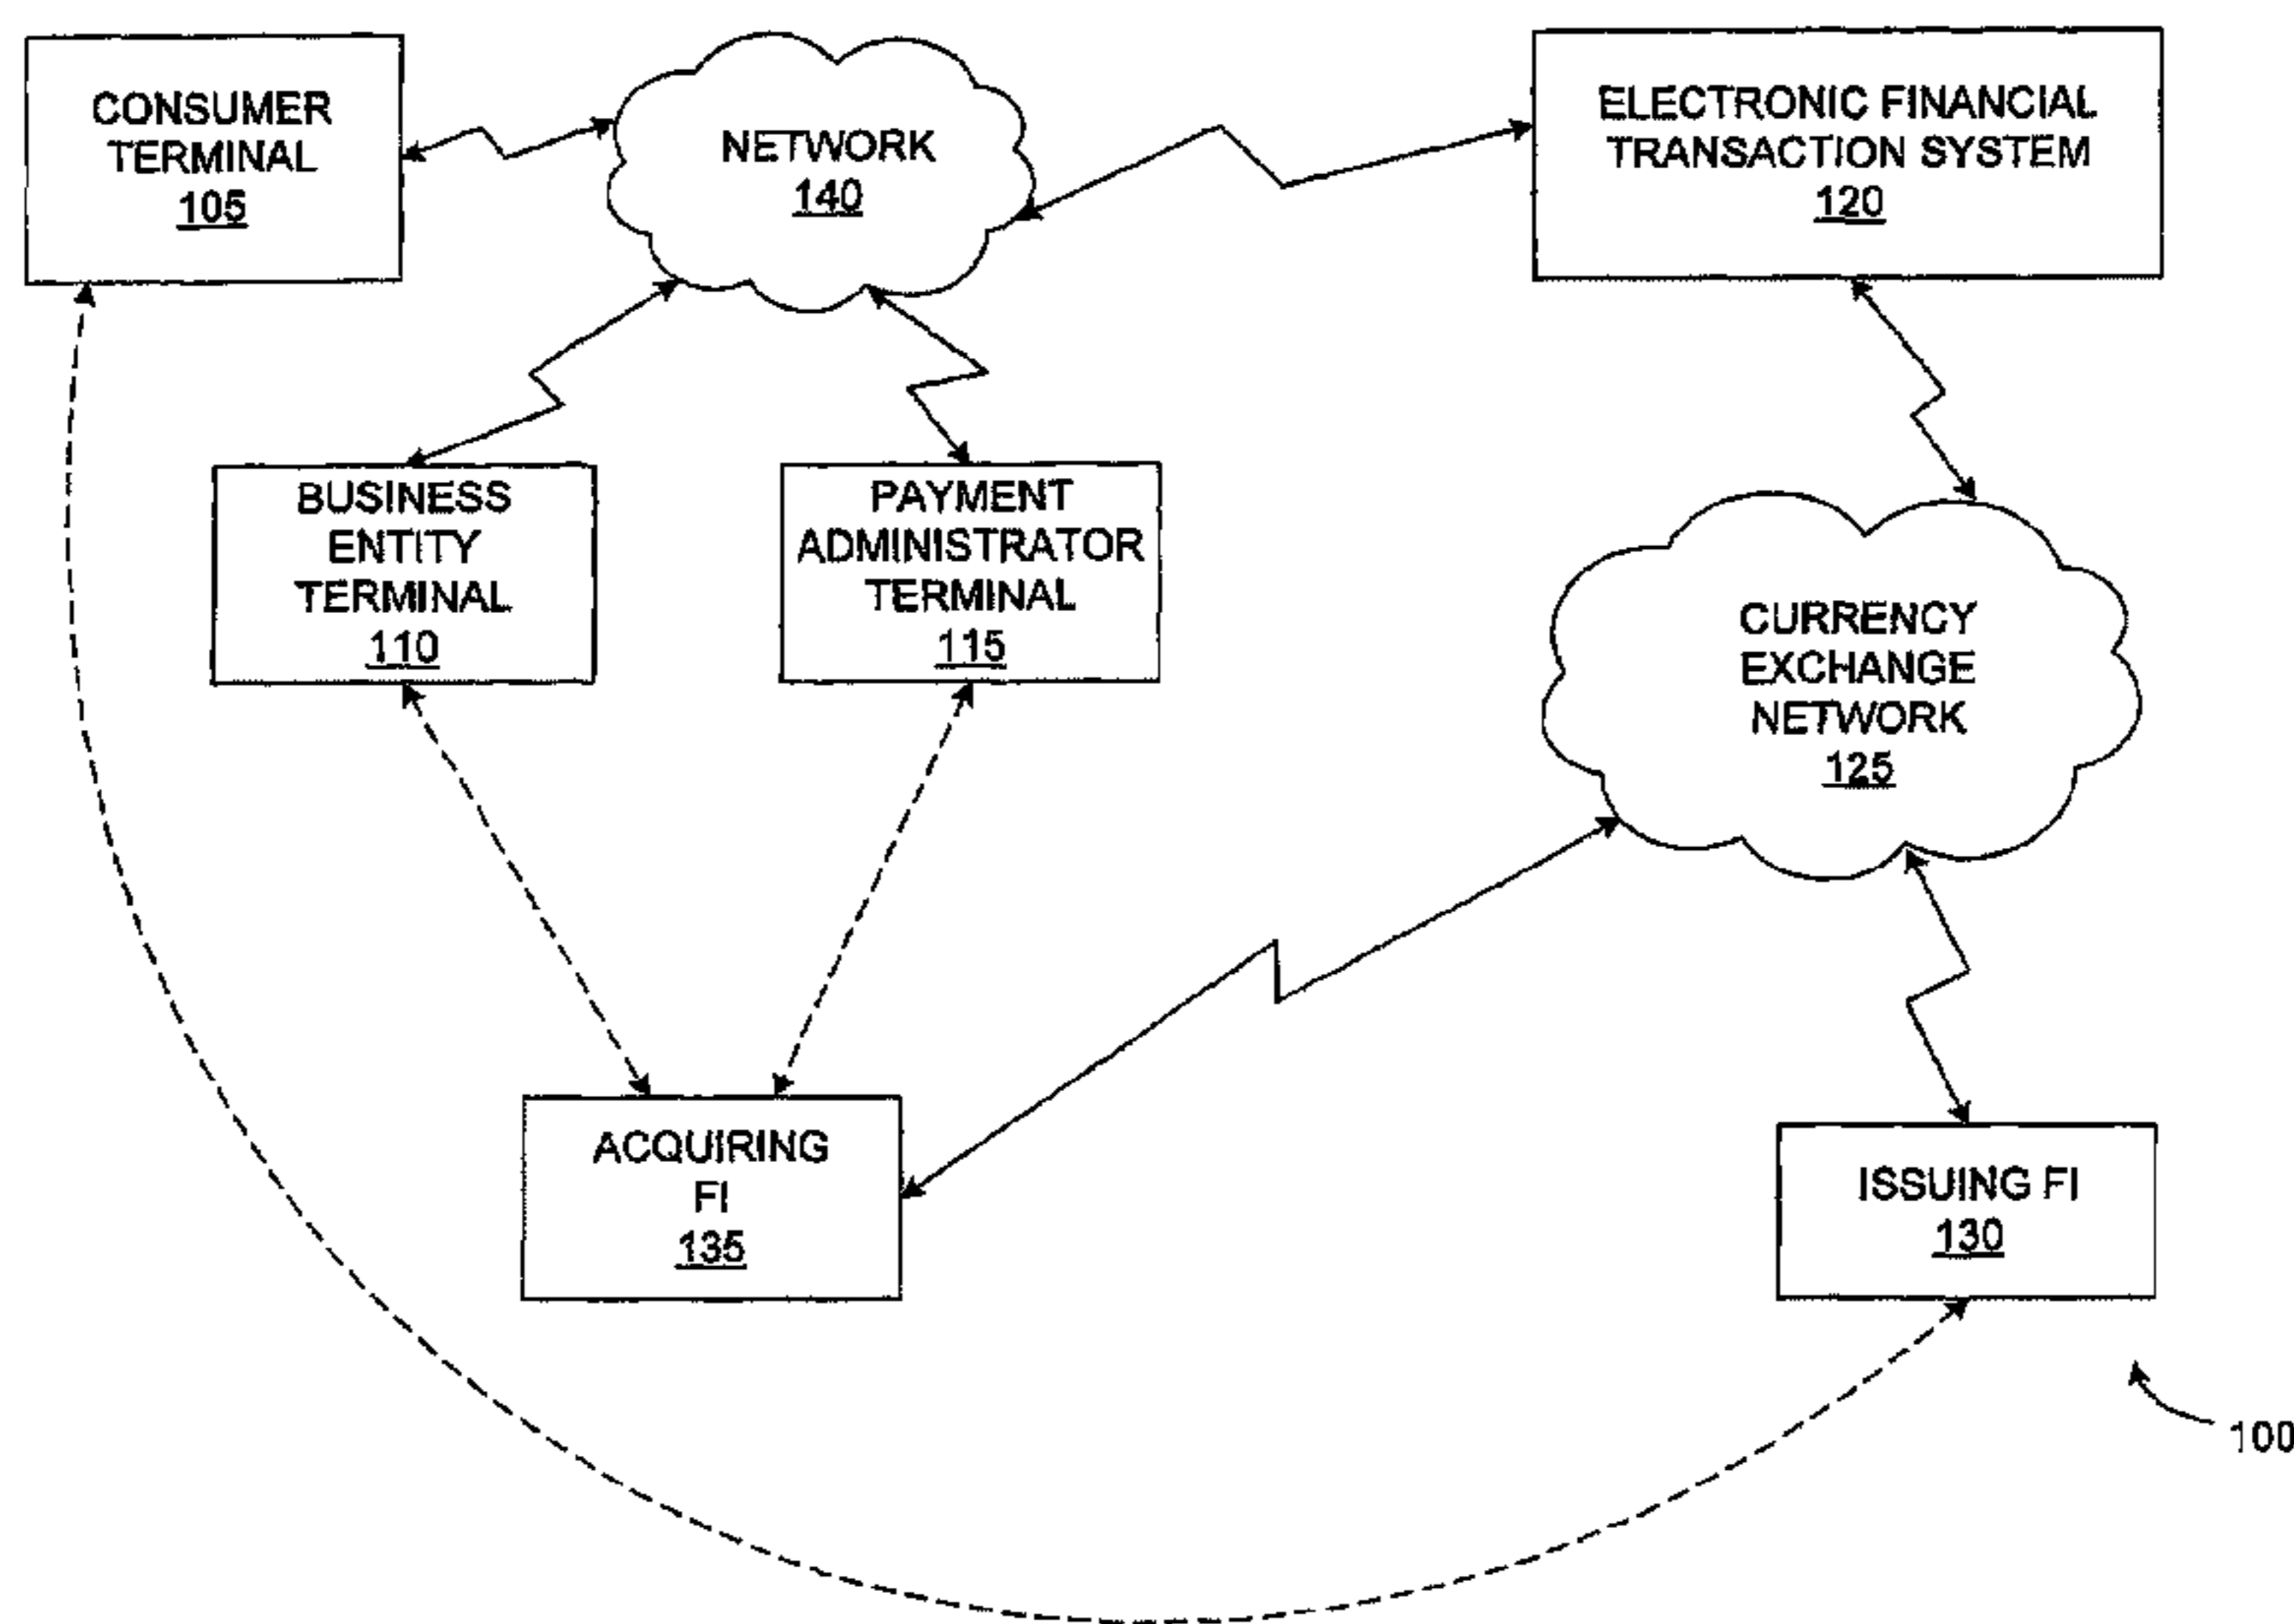 CONSUMER
TERMINAL
105
NETWORK
140
ELECTRONIC FINANCIAL
TRANSACTION SYSTEM
120
BUSINESS
ENTITY
TERMINAL
110
PAYMENT
ADMINISTRATOR
TERMINAL
115
CURRENCY
EXCHANGE
NETWORK
125
ACQUIRING
FI
135
ISSUING FI
130
100